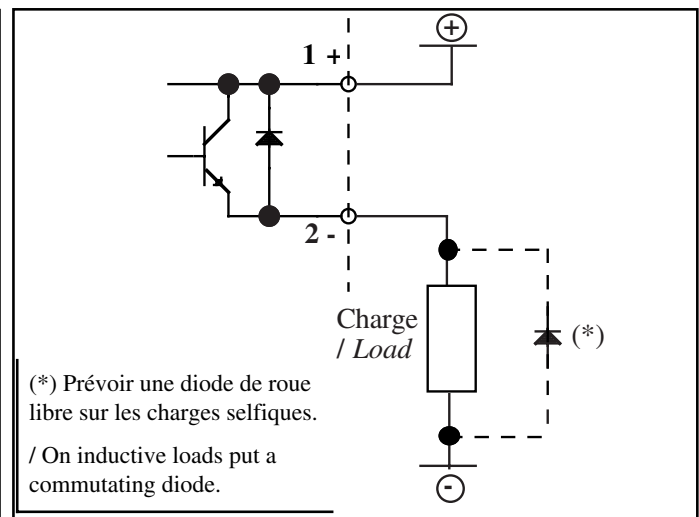 +
1 +
2 -
Charge
/ Load
(*)
(*) Prévoir une diode de roue
libre sur les charges selfiques.
/ On inductive loads put a
commutating diode.
-